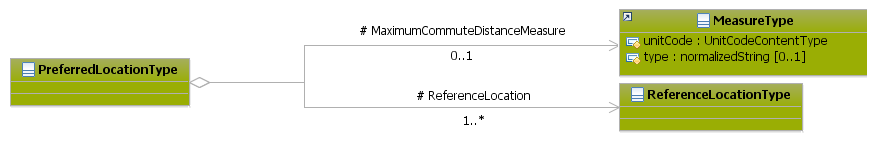 # MaximumCommuteDistanceMeasure
0..1
MeasureType
unitCode : UnitCodeContentType
type : normalizedString [0..1]
PreferredLocationType
# ReferenceLocation
1..*
ReferenceLocationType